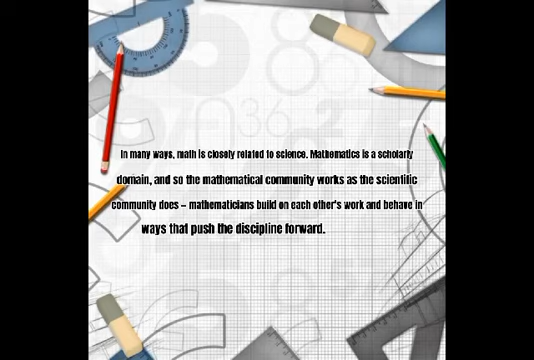 In many ways, math is closely related to science. Mathematics is a scholarly
domain, and so the mathematical community works as the scientific
community does – mathematicians build on each other's work and behave in
ways that push the discipline forward.
36
27